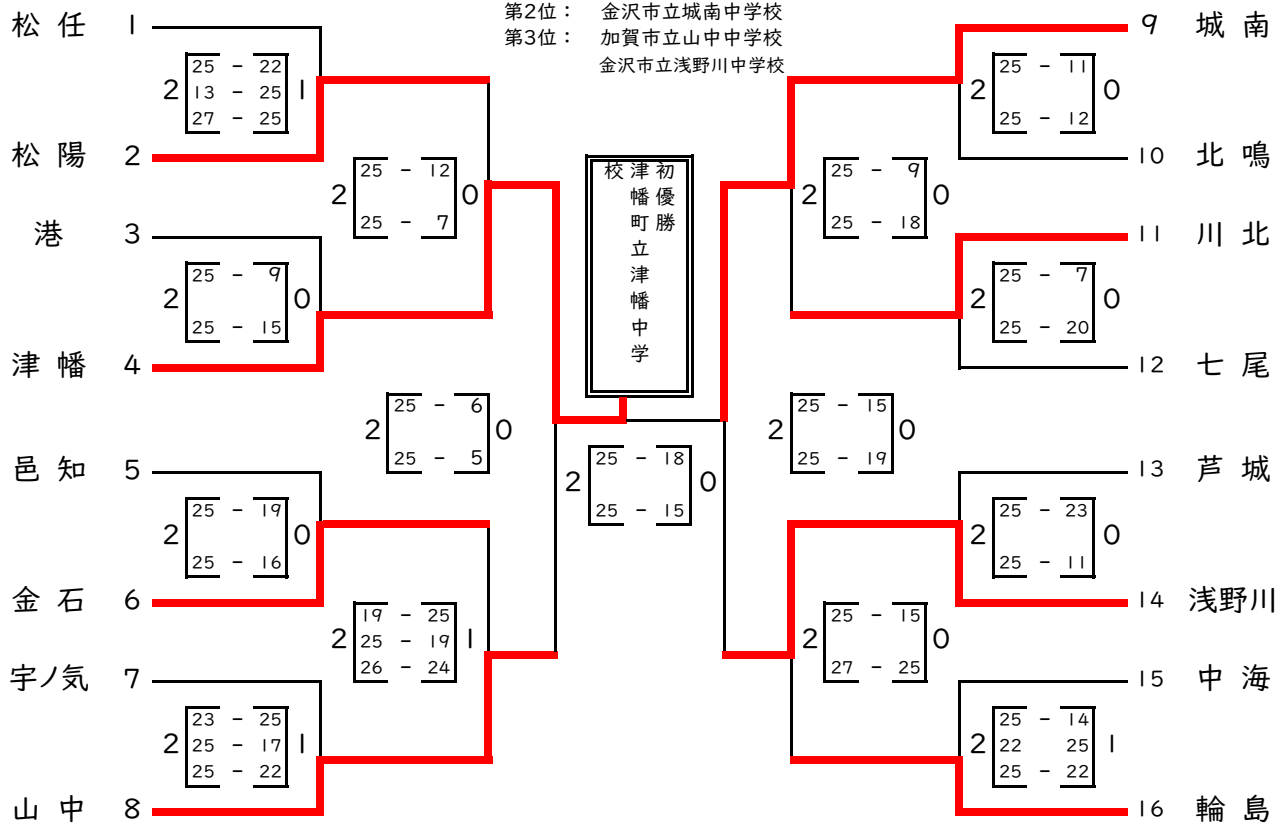 第2位： 金沢市立城南中学校
第3位： 加賀市立山中中学校
金沢市立浅野川中学校
初優勝
津幡町立津幡中学
校
松任 1
2 25 - 22 1
13 - 25
27 - 25
松陽 2
2 25 - 12 0
25 - 7
港 3
2 25 - 9 0
25 - 15
津幡 4
2 25 - 6 0
25 - 5
邑知 5
2 25 - 19 0
25 - 16
金石 6
2 19 - 25 1
25 - 19
26 - 24
宇ノ気 7
2 23 - 25 1
25 - 17
25 - 22
山中 8
2 25 - 18 0
25 - 15
9 城南
2 25 - 11 0
25 - 12
10 北鳴
2 25 - 9 0
25 - 18
11 川北
2 25 - 7 0
25 - 20
12 七尾
2 25 - 15 0
25 - 19
13 芦城
2 25 - 23 0
25 - 11
14 浅野川
2 25 - 15 0
27 - 25
15 中海
2 25 - 14 1
22 25
25 - 22
16 輪島